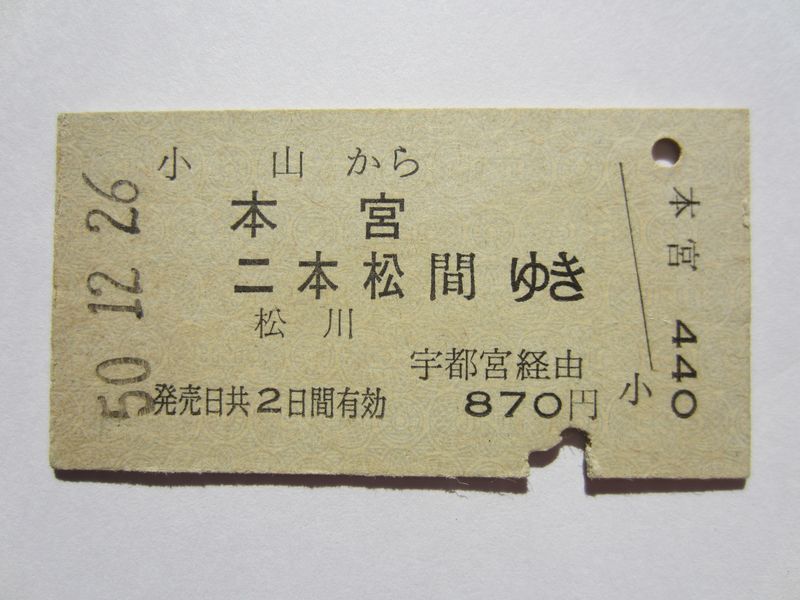 50.12.26
小 山 から
本 宮
二本松間 ゆき
松 川
宇都宮経由
発売日共2日間有効 870円
小
本宮 440